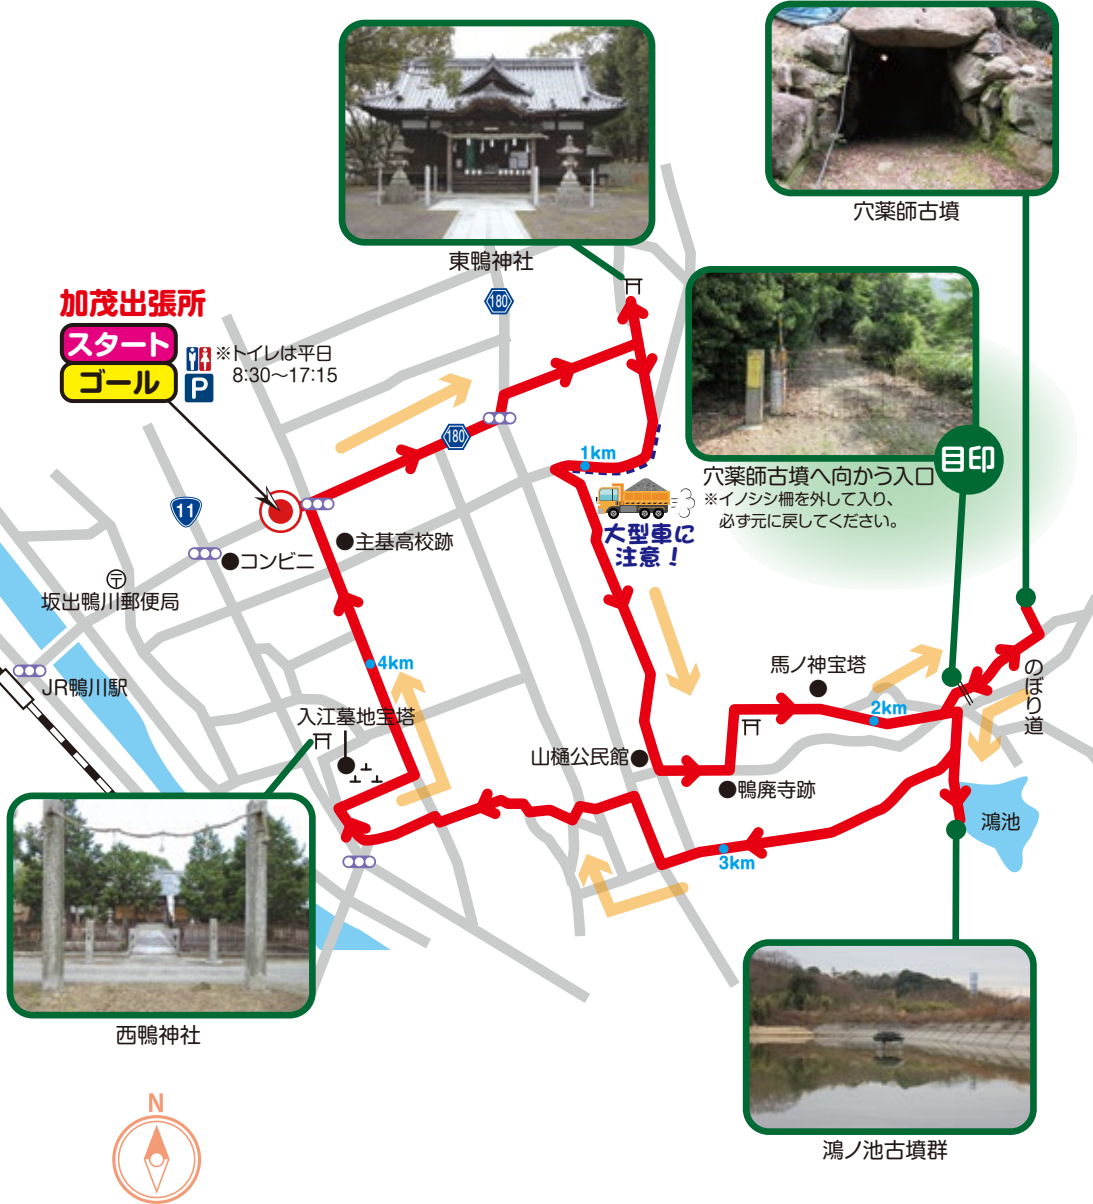 穴薬師古墳
東鴨神社
加茂出張所
スタート
ゴール
※トイレは平日
8:30〜17:15
P
180
180
1km
大型車に
注意！
目印
穴薬師古墳へ向かう入口
※イノシシ柵を外して入り、
必ず元に戻してください。
11
コンビニ
主基高校跡
〒
坂出鴨川郵便局
JR鴨川駅
4km
入江墓地宝塔
馬ノ神宝塔
2km
のぼり道
山樋公民館
鴨廃寺跡
鴻池
3km
西鴨神社
鴻ノ池古墳群
N